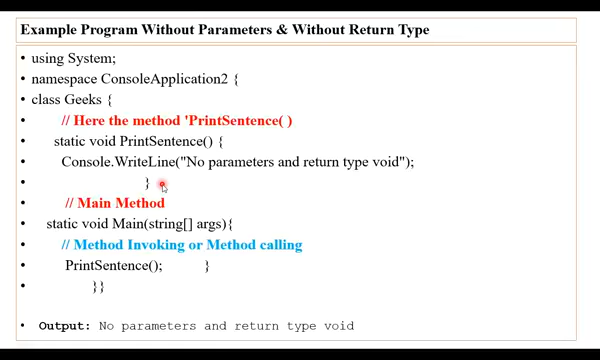 Example Program Without Parameters & Without Return Type
• using System;
• namespace ConsoleApplication2 {
• class Geeks {
• // Here the method 'PrintSentence( )
• static void PrintSentence() {
• Console.WriteLine("No parameters and return type void");
• }
• // Main Method
• static void Main(string[] args){
• // Method Invoking or Method calling
• PrintSentence(); }
• }}
• Output: No parameters and return type void